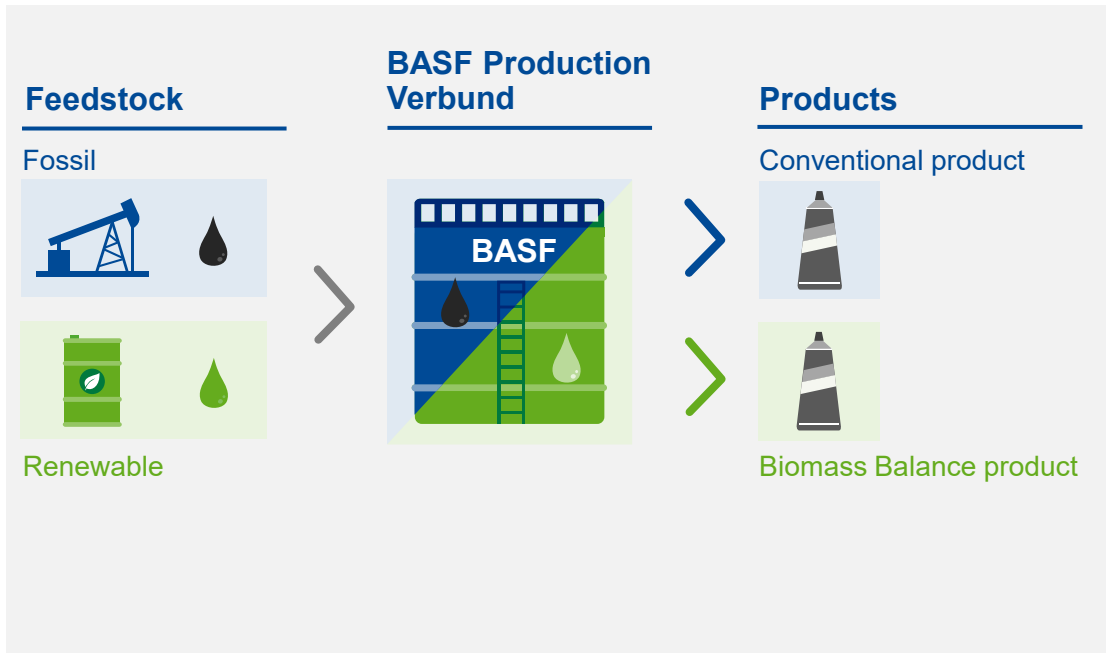 Feedstock
BASF Production
Verbund
Products
Fossil
Conventional product
BASF
Renewable
Biomass Balance product